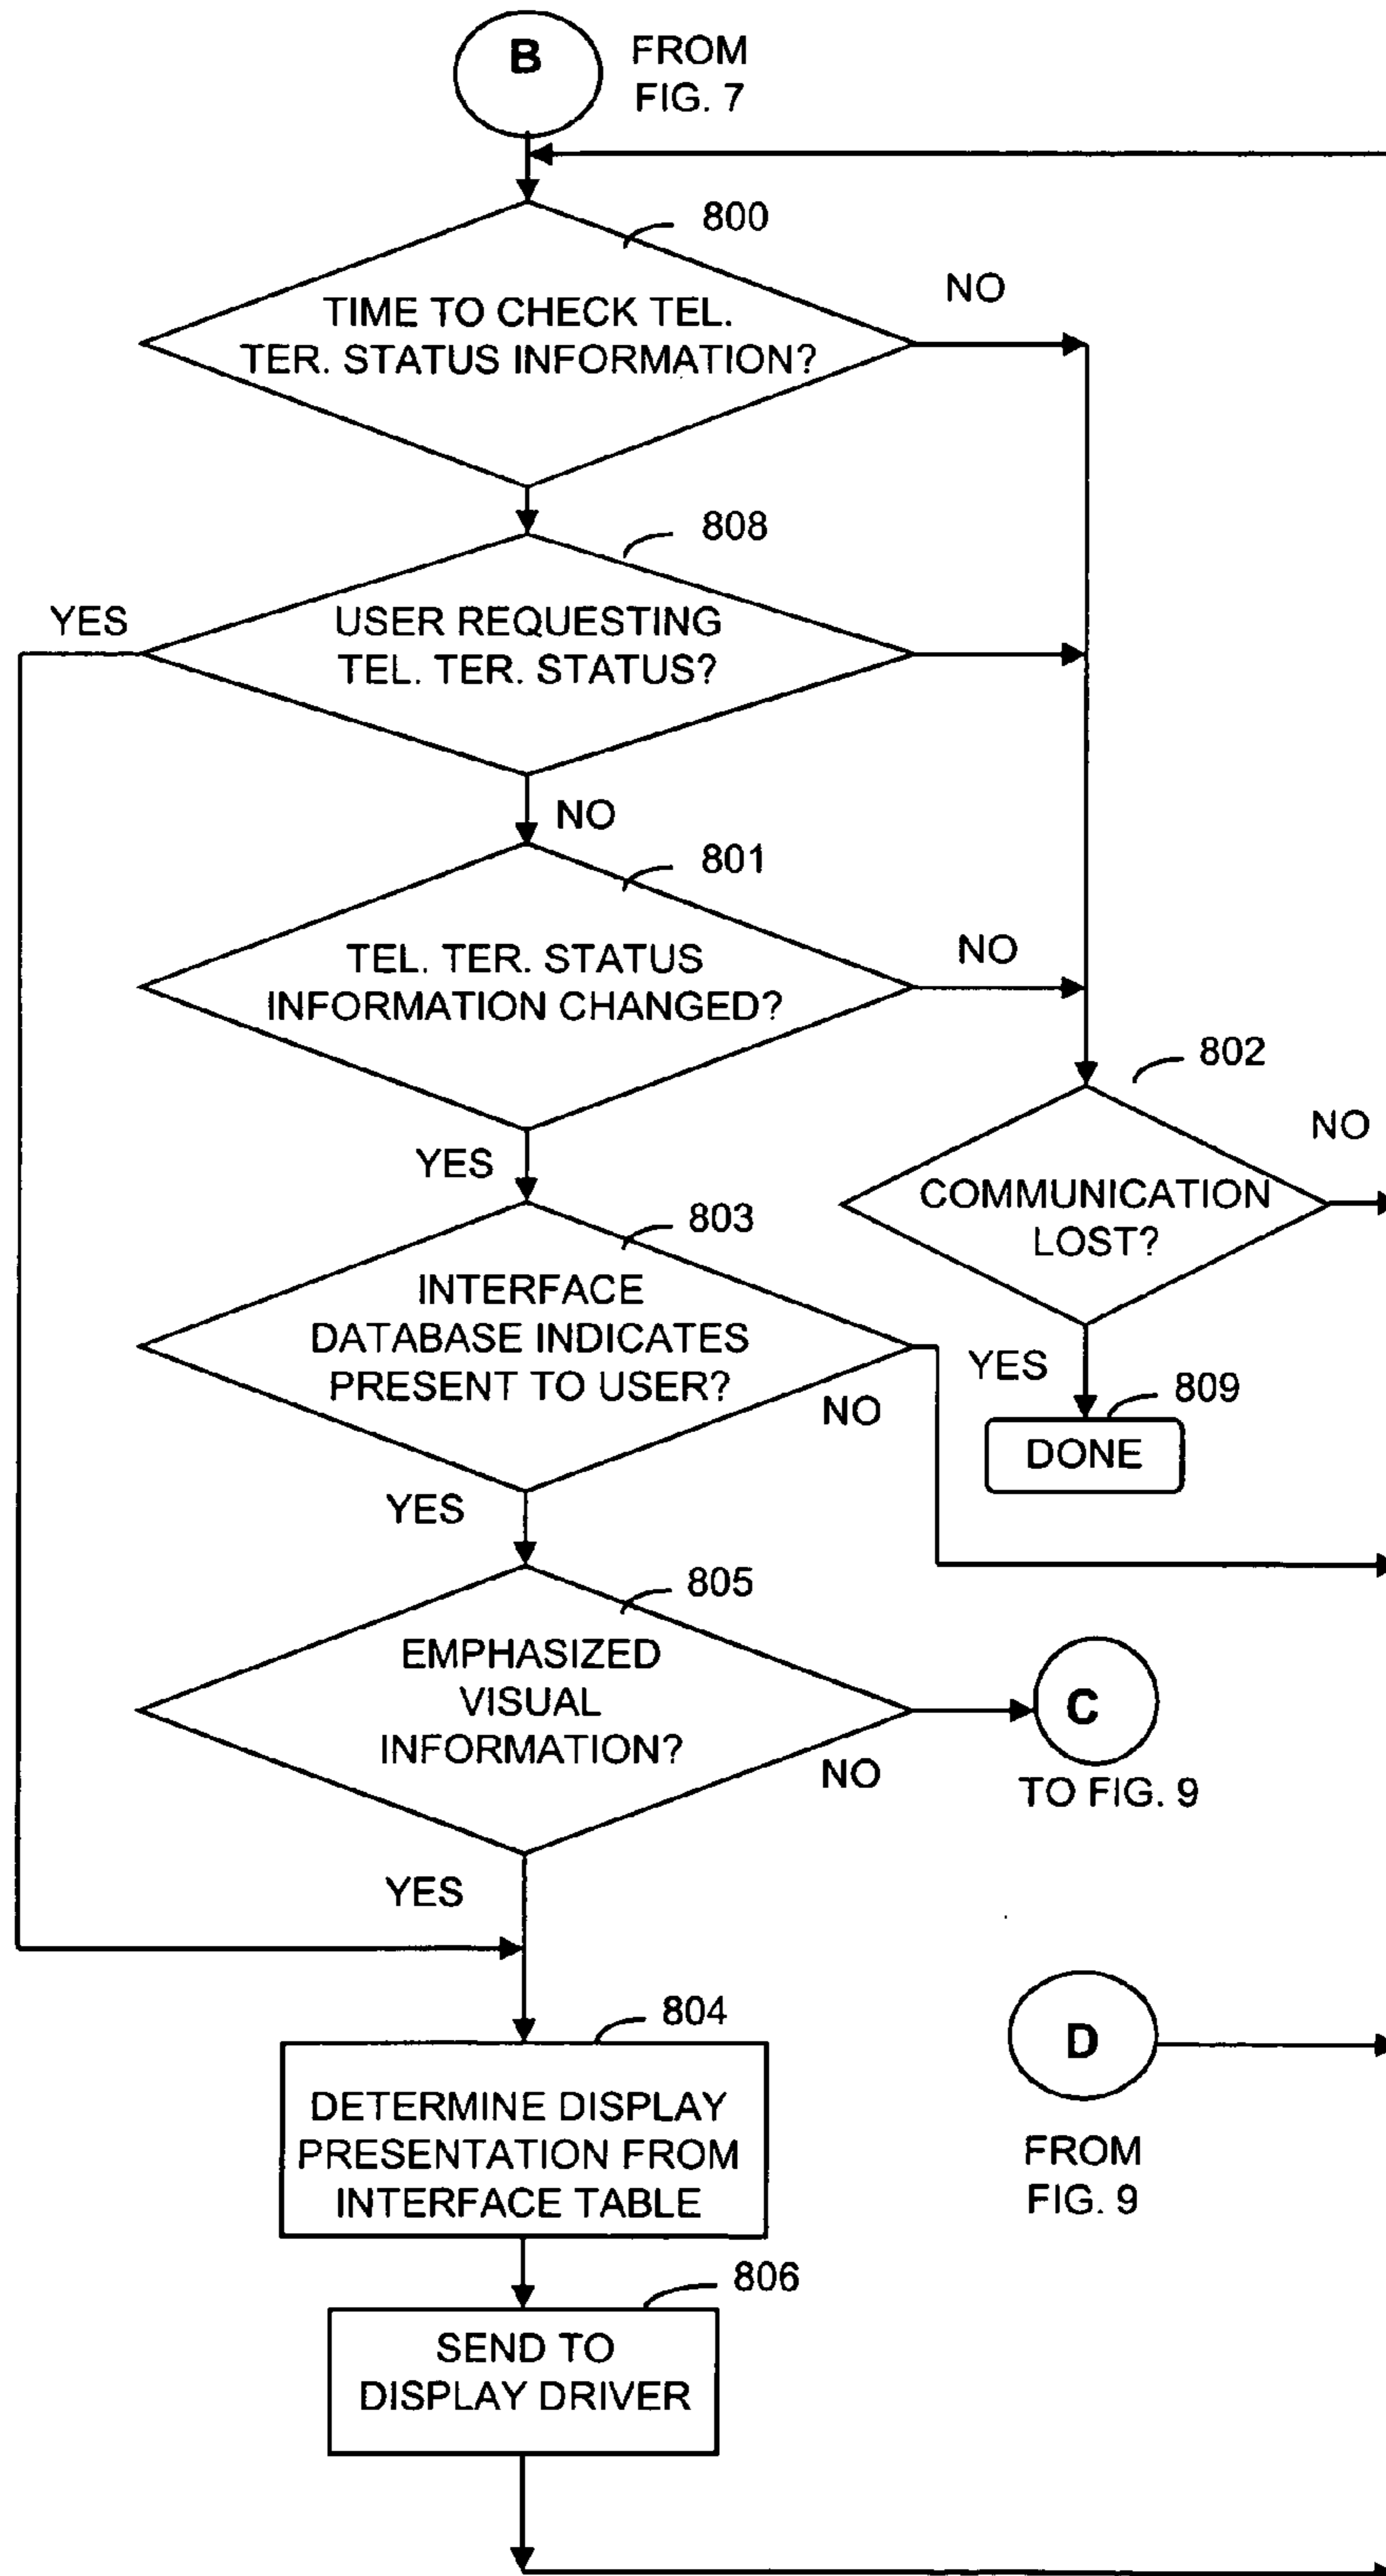 B
FROM
FIG. 7
800
TIME TO CHECK TEL.
TER. STATUS INFORMATION?
NO
808
YES
USER REQUESTING
TEL. TER. STATUS?
NO
801
TEL. TER. STATUS
INFORMATION CHANGED?
NO
802
COMMUNICATION
LOST?
NO
YES
809
DONE
YES
803
INTERFACE
DATABASE INDICATES
PRESENT TO USER?
NO
YES
805
EMPHASIZED
VISUAL
INFORMATION?
NO
C
TO FIG. 9
YES
804
DETERMINE DISPLAY
PRESENTATION FROM
INTERFACE TABLE
D
FROM
FIG. 9
806
SEND TO
DISPLAY DRIVER